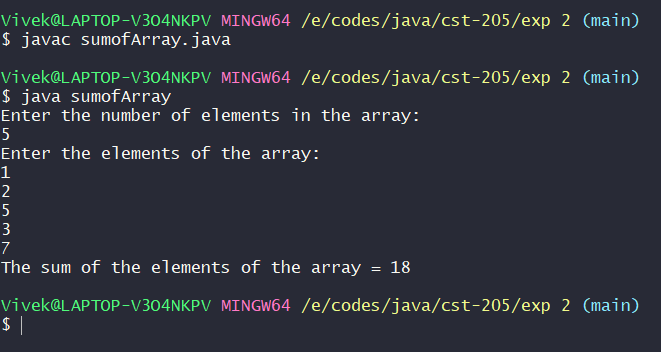 Vivek@LAPTOP-V3O4NKPV MINGW64 /e/codes/java/cst-205/exp 2 (main)
$ javac sumofArray.java
Vivek@LAPTOP-V3O4NKPV MINGW64 /e/codes/java/cst-205/exp 2 (main)
$ java sumofArray
Enter the number of elements in the array:
5
Enter the elements of the array:
1
2
5
3
7
The sum of the elements of the array = 18
Vivek@LAPTOP-V3O4NKPV MINGW64 /e/codes/java/cst-205/exp 2 (main)
$